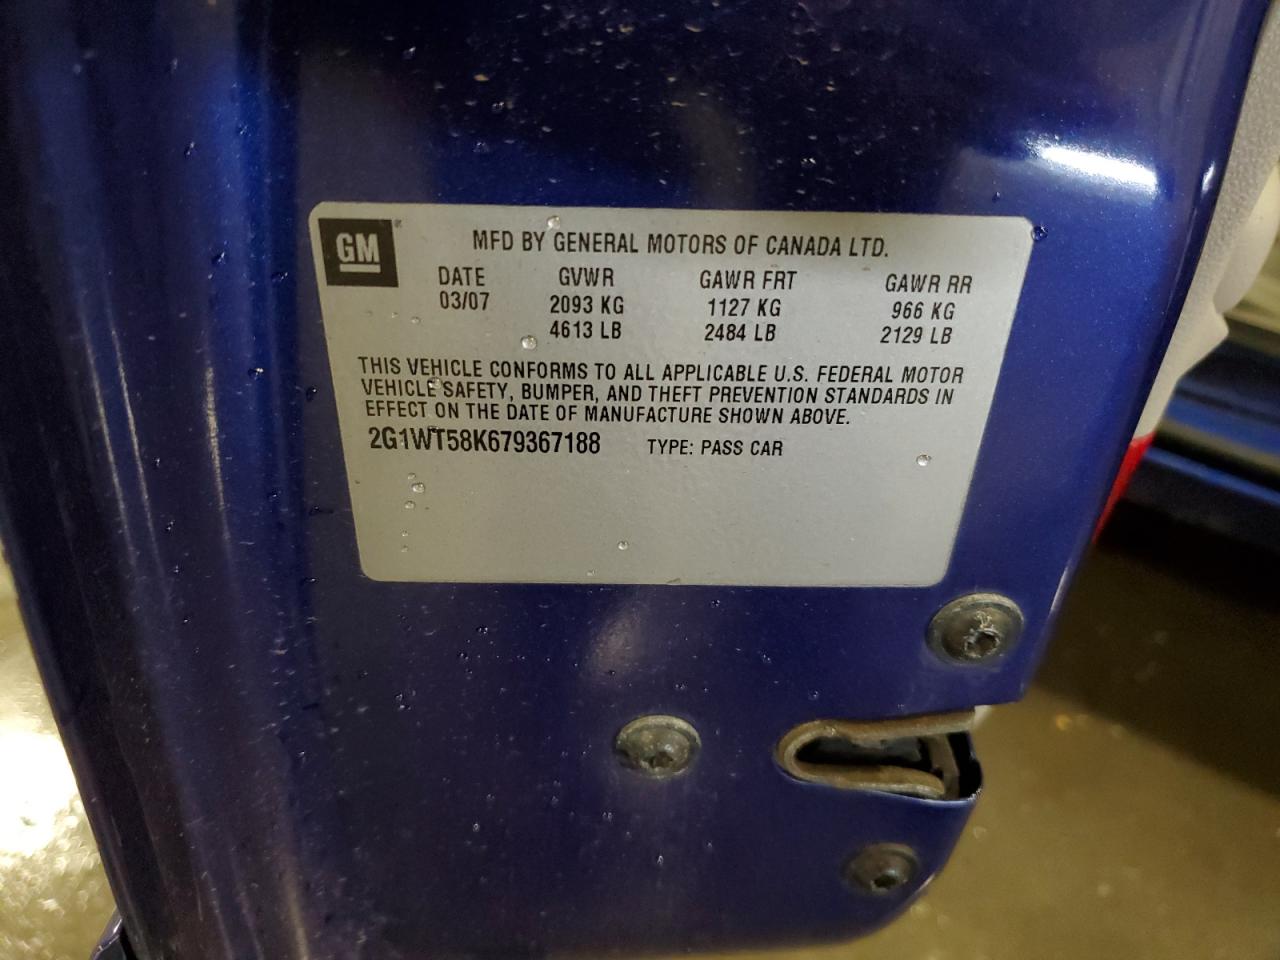 GM
MFD BY GENERAL MOTORS OF CANADA LTD.
DATE GVWR GAWR FRT GAWR RR
03/07 2093 KG 1127 KG 966 KG
4613 LB 2484 LB 2129 LB
THIS VEHICLE CONFORMS TO ALL APPLICABLE U.S. FEDERAL MOTOR
VEHICLE SAFETY, BUMPER, AND THEFT PREVENTION STANDARDS IN
EFFECT ON THE DATE OF MANUFACTURE SHOWN ABOVE.
2G1WT58K679367188 TYPE: PASS CAR